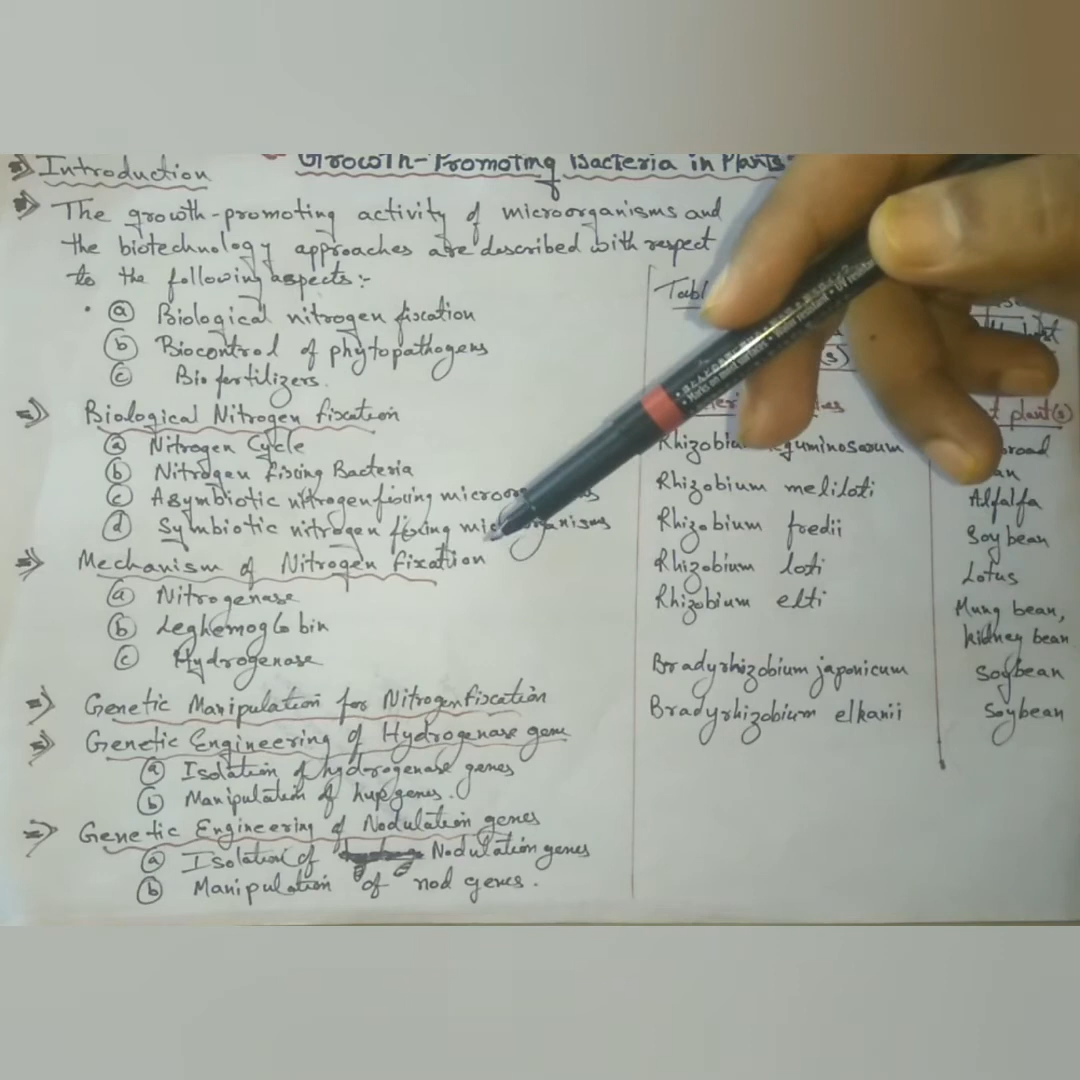 ⇒ Introduction
Growth-Promoting Bacteria in Plants
⇒ The growth-promoting activity of microorganisms and
the biotechnology approaches are described with respect
to the following aspects:-
ⓐ Biological nitrogen fixation
ⓑ Biocontrol of phytopathogens
ⓒ Bio fertilizers.
⇒ Biological Nitrogen fixation
ⓐ Nitrogen Cycle
ⓑ Nitrogen fixing Bacteria
ⓒ Asymbiotic nitrogen fixing
ⓓ Symbiotic nitrogen fixing
⇒ Mechanism of Nitrogen fixatiion
ⓐ Nitrogenase
ⓑ Leghemoglobin
ⓒ Hydrogenase
⇒ Genetic Manipulation for Nitrogen fixation
⇒ Genetic Engineering of Hydrogenase gene
ⓐ Isolation of hydrogenase genes
ⓑ Manipulation of hup genes.
⇒ Genetic Engineering of Nodulation genes
ⓐ Isolation of Nodulation genes
ⓑ Manipulation of nod genes.
(s)
plant(s)
Rhizobium meliloti Alfalfa
Rhizobium fredii Soybean
Rhizobium loti Lotus
Rhizobium elti Mung bean,
kidney bean
Bradyrhizobium japonicum Soybean
Bradyrhizobium elkanii Soybean